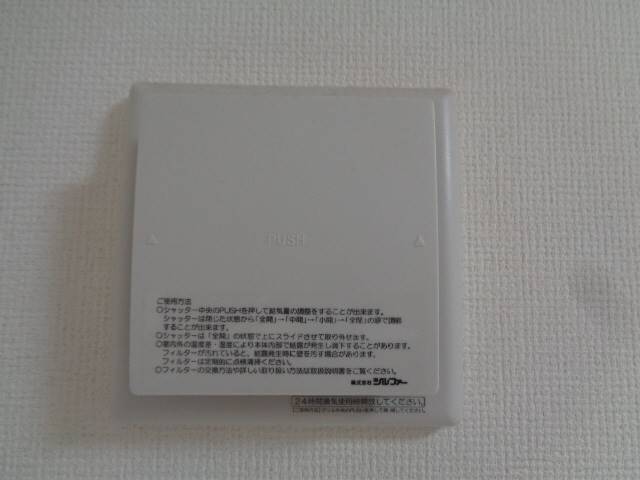 PUSH
ご使用方法
○シャッター中央のPUSHを押して給気量の調整をすることが出来ます。
シャッターは閉じた状態から「全開」→「中開」→「小開」→「全閉」の順で調節
することが出来ます。
○シャッターは「全開」の状態で上にスライドさせて取り外せます。
○室内外の温度差・湿度により本体内部で結露が発生し滴下することがあります。
フィルターが汚れていると、結露発生時に壁を汚す場合があります。
フィルターは定期的に点検清掃してください。
○フィルターの交換方法や詳しい取り扱い方法は取扱説明書をご覧ください。
株式会社 シルファー
24時間換気使用時開放してください。